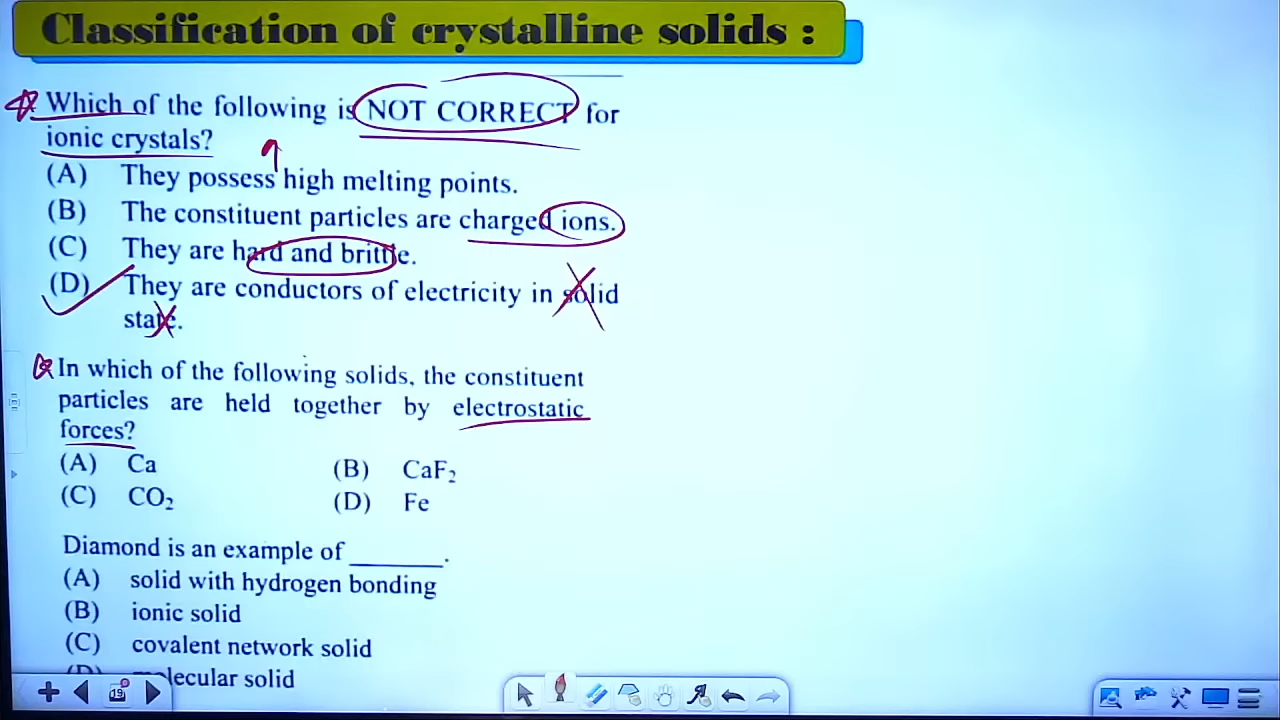 Classification of crystalline solids :
Which of the following is NOT CORRECT for
ionic crystals?
(A) They possess high melting points.
(B) The constituent particles are charged ions.
(C) They are hard and brittle.
(D) They are conductors of electricity in solid
state.
In which of the following solids, the constituent
particles are held together by electrostatic
forces?
(A) Ca (B) CaF₂
(C) CO₂ (D) Fe
Diamond is an example of ________.
(A) solid with hydrogen bonding
(B) ionic solid
(C) covalent network solid
(D) molecular solid
19